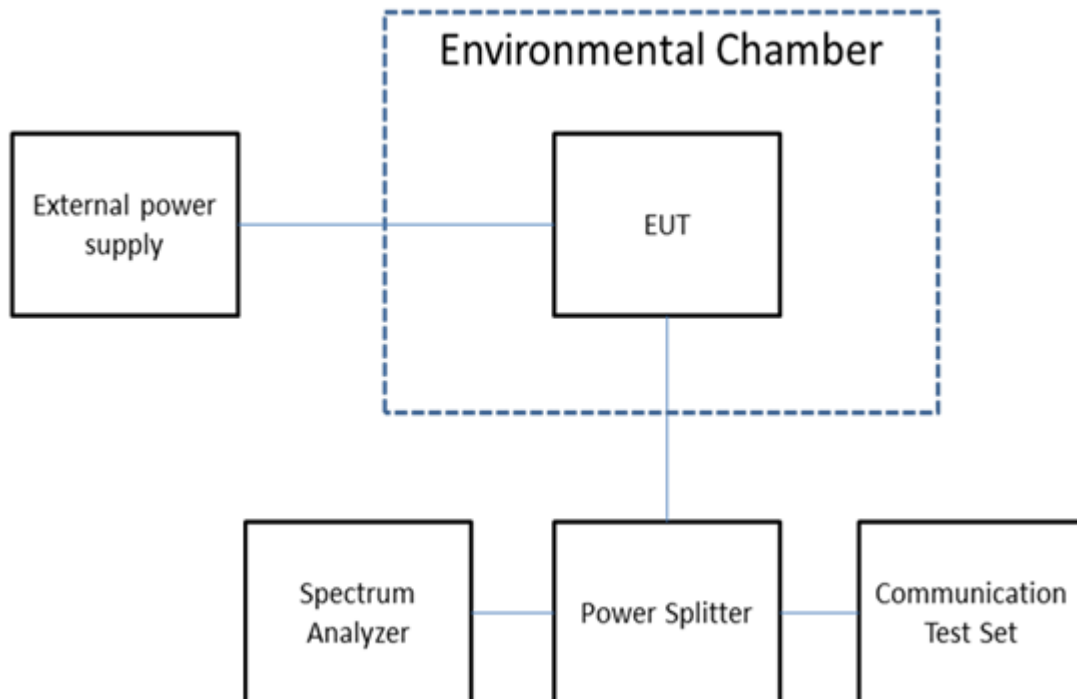 Environmental Chamber
External power
supply
EUT
Spectrum
Analyzer
Power Splitter
Communication
Test Set